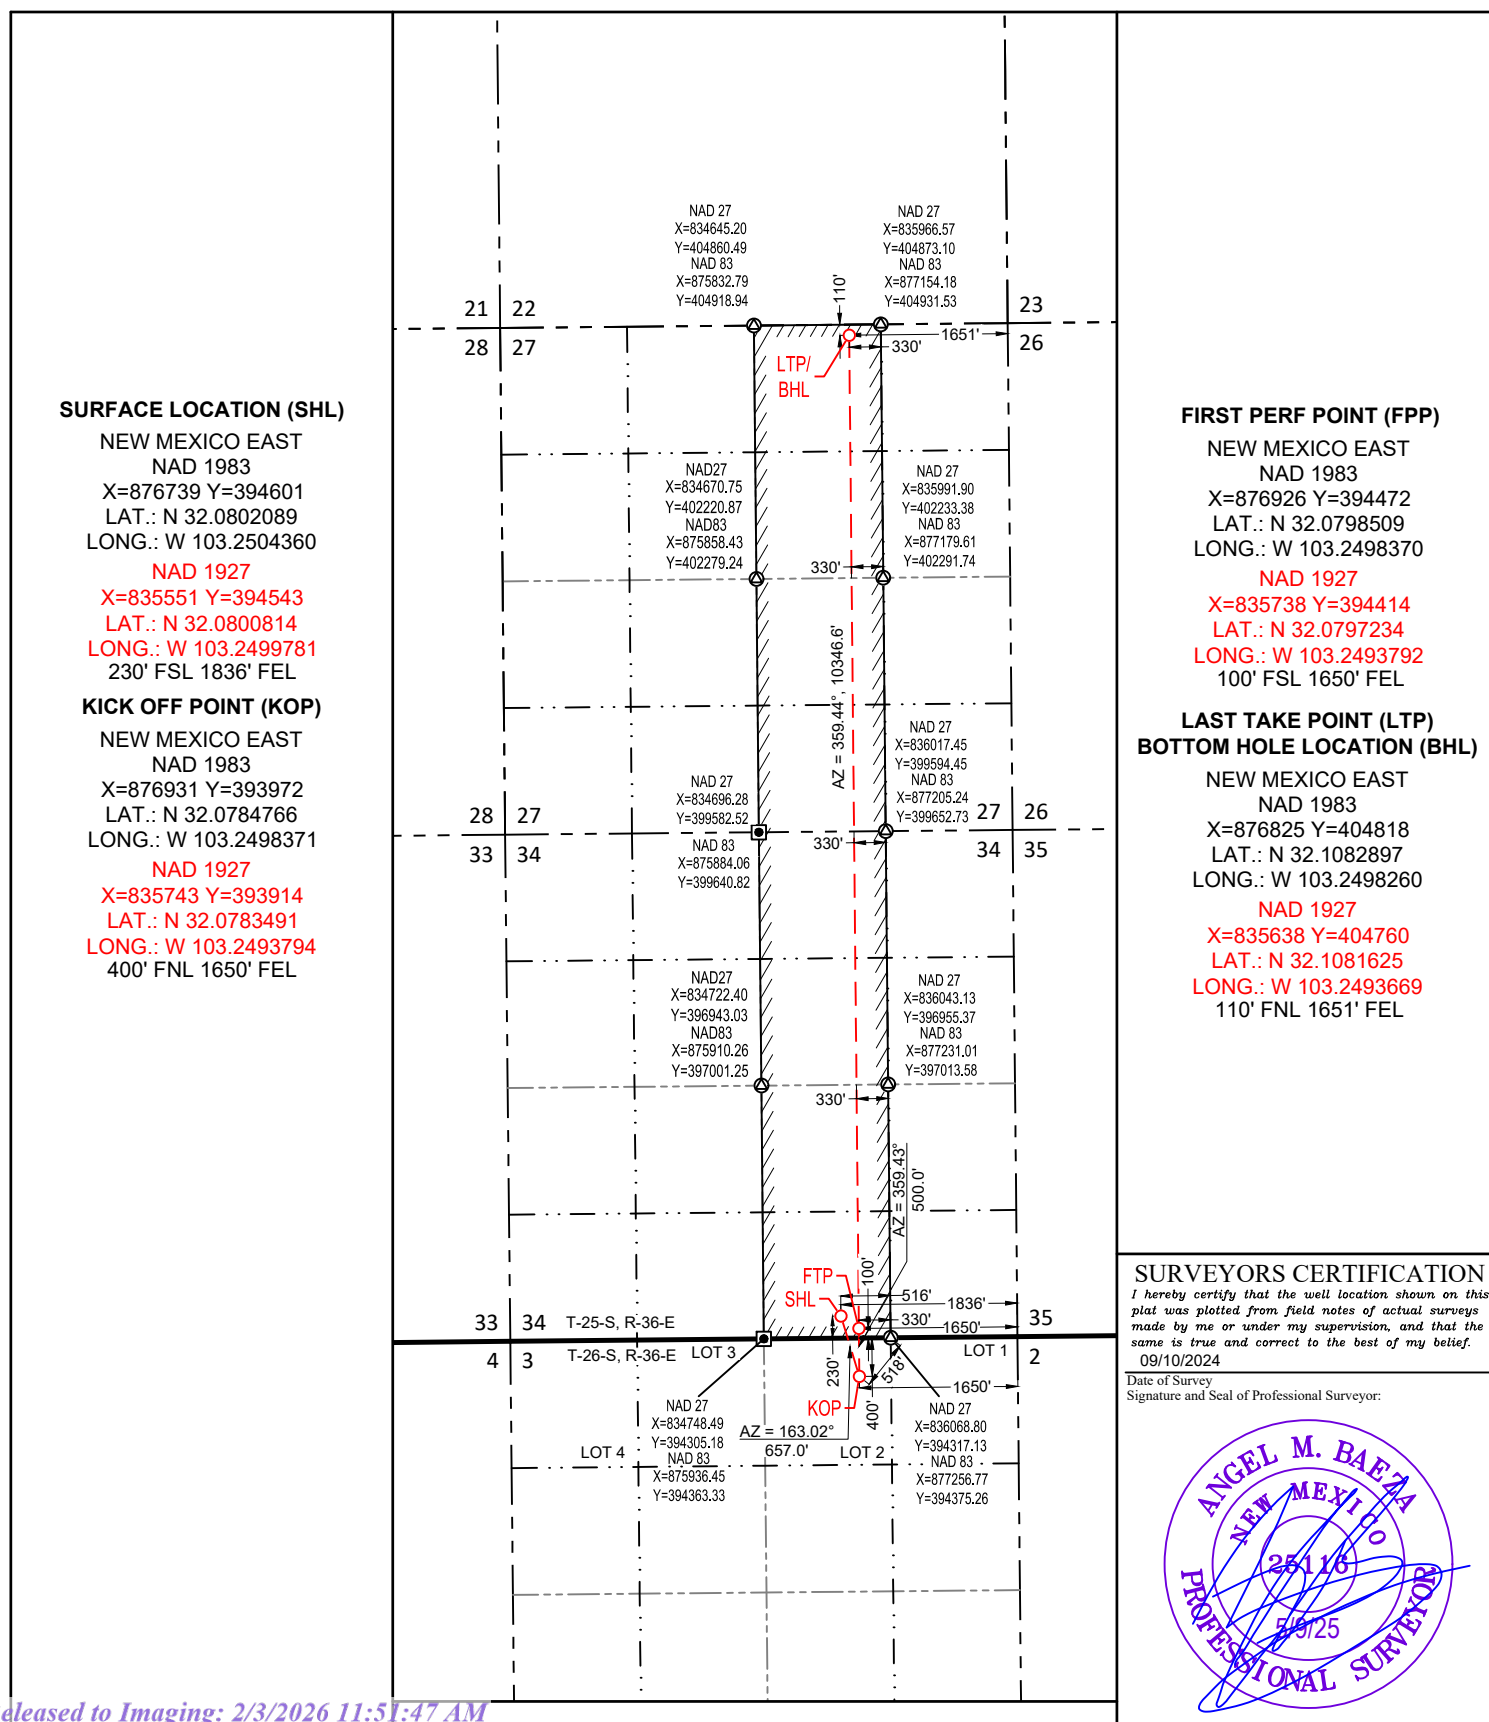 SURFACE LOCATION (SHL)
NEW MEXICO EAST
NAD 1983
X=876739 Y=394601
LAT.: N 32.0802089
LONG.: W 103.2504360
NAD 1927
X=835551 Y=394543
LAT.: N 32.0800814
LONG.: W 103.2499781
230' FSL 1836' FEL
KICK OFF POINT (KOP)
NEW MEXICO EAST
NAD 1983
X=876931 Y=393972
LAT.: N 32.0784766
LONG.: W 103.2498371
NAD 1927
X=835743 Y=393914
LAT.: N 32.0783491
LONG.: W 103.2493794
400' FNL 1650' FEL
NAD 27
X=834645.20
Y=404860.49
NAD 83
X=875832.79
Y=404918.94
NAD 27
X=835966.57
Y=404873.10
NAD 83
X=877154.18
Y=404931.53
110'
21 22
28 27
23
26
1651'
330'
LTP/
BHL
NAD27
X=834670.75
Y=402220.87
NAD83
X=875858.43
Y=402279.24
NAD 27
X=835991.90
Y=402233.38
NAD 83
X=877179.61
Y=402291.74
330'
AZ = 359.44°, 10346.6'
NAD 27
X=836017.45
Y=399594.45
NAD 83
X=877205.24
Y=399652.73
NAD 27
X=834696.28
Y=399582.52
NAD 83
X=875884.06
Y=399640.82
28 27
33 34
27 26
34 35
330'
NAD27
X=834722.40
Y=396943.03
NAD83
X=875910.26
Y=397001.25
NAD 27
X=836043.13
Y=396955.37
NAD 83
X=877231.01
Y=397013.58
330'
AZ = 359.43°
500.0'
100'
FTP
SHL
516'
1836'
330'
1650'
33 34
T-25-S, R-36-E
35
4 3
T-26-S, R-36-E
LOT 3
LOT 1
2
230'
518'
400'
1650'
KOP
AZ = 163.02°
657.0'
LOT 4
LOT 2
NAD 27
X=834748.49
Y=394305.18
NAD 83
X=875936.45
Y=394363.33
NAD 27
X=836068.80
Y=394317.13
NAD 83
X=877256.77
Y=394375.26
FIRST PERF POINT (FPP)
NEW MEXICO EAST
NAD 1983
X=876926 Y=394472
LAT.: N 32.0798509
LONG.: W 103.2498370
NAD 1927
X=835738 Y=394414
LAT.: N 32.0797234
LONG.: W 103.2493792
100' FSL 1650' FEL
LAST TAKE POINT (LTP)
BOTTOM HOLE LOCATION (BHL)
NEW MEXICO EAST
NAD 1983
X=876825 Y=404818
LAT.: N 32.1082897
LONG.: W 103.2498260
NAD 1927
X=835638 Y=404760
LAT.: N 32.1081625
LONG.: W 103.2493669
110' FNL 1651' FEL
SURVEYORS CERTIFICATION
I hereby certify that the well location shown on this
plat was plotted from field notes of actual surveys
made by me or under my supervision, and that the
same is true and correct to the best of my belief.
09/10/2024
Date of Survey
Signature and Seal of Professional Surveyor:
ANGEL M. BAEZA
NEW MEXICO
25116
5/9/25
PROFESSIONAL SURVEYOR
eleased to Imaging: 2/3/2026 11:51:47 AM